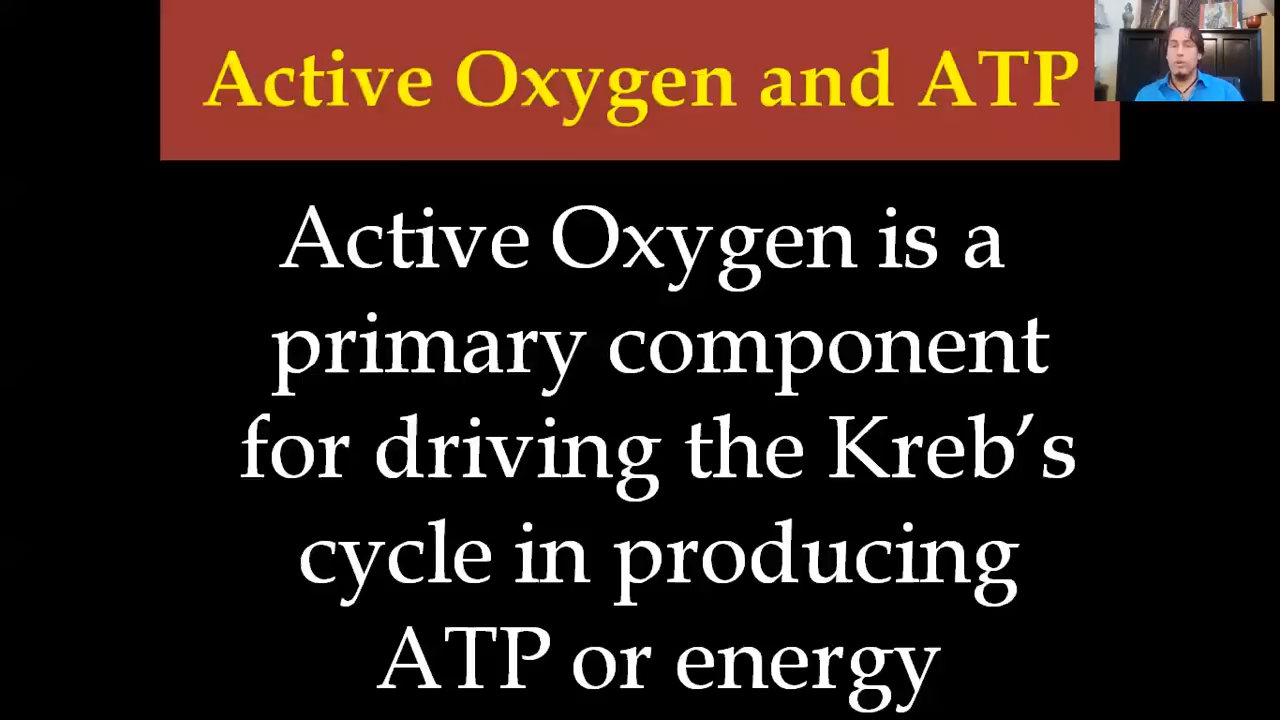 Active Oxygen and ATP
Active Oxygen is a
primary component
for driving the Kreb's
cycle in producing
ATP or energy